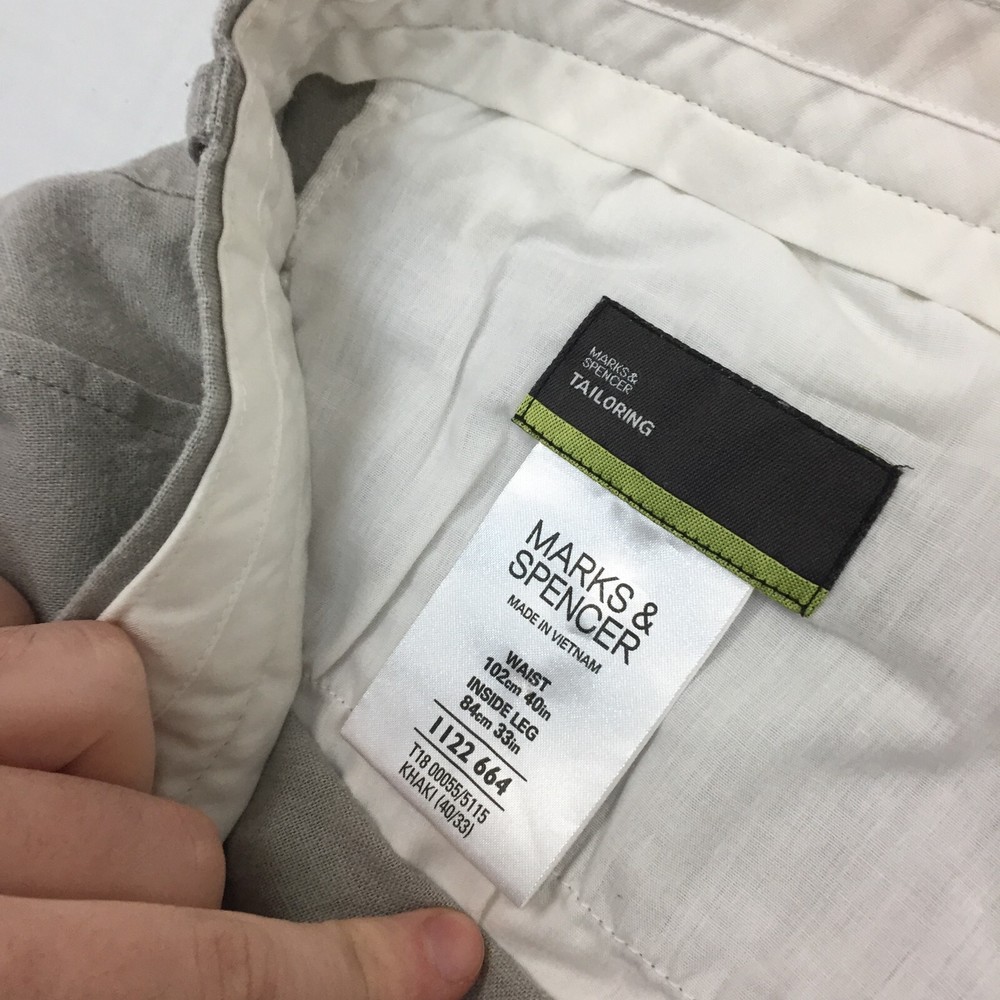 MARKS &
SPENCER
TAILORING
MARKS &
SPENCER
MADE IN VIETNAM
WAIST
102cm 40in
INSIDE LEG
84cm 33in
1122 664
T18 00055/5115
KHAKI (40/33)